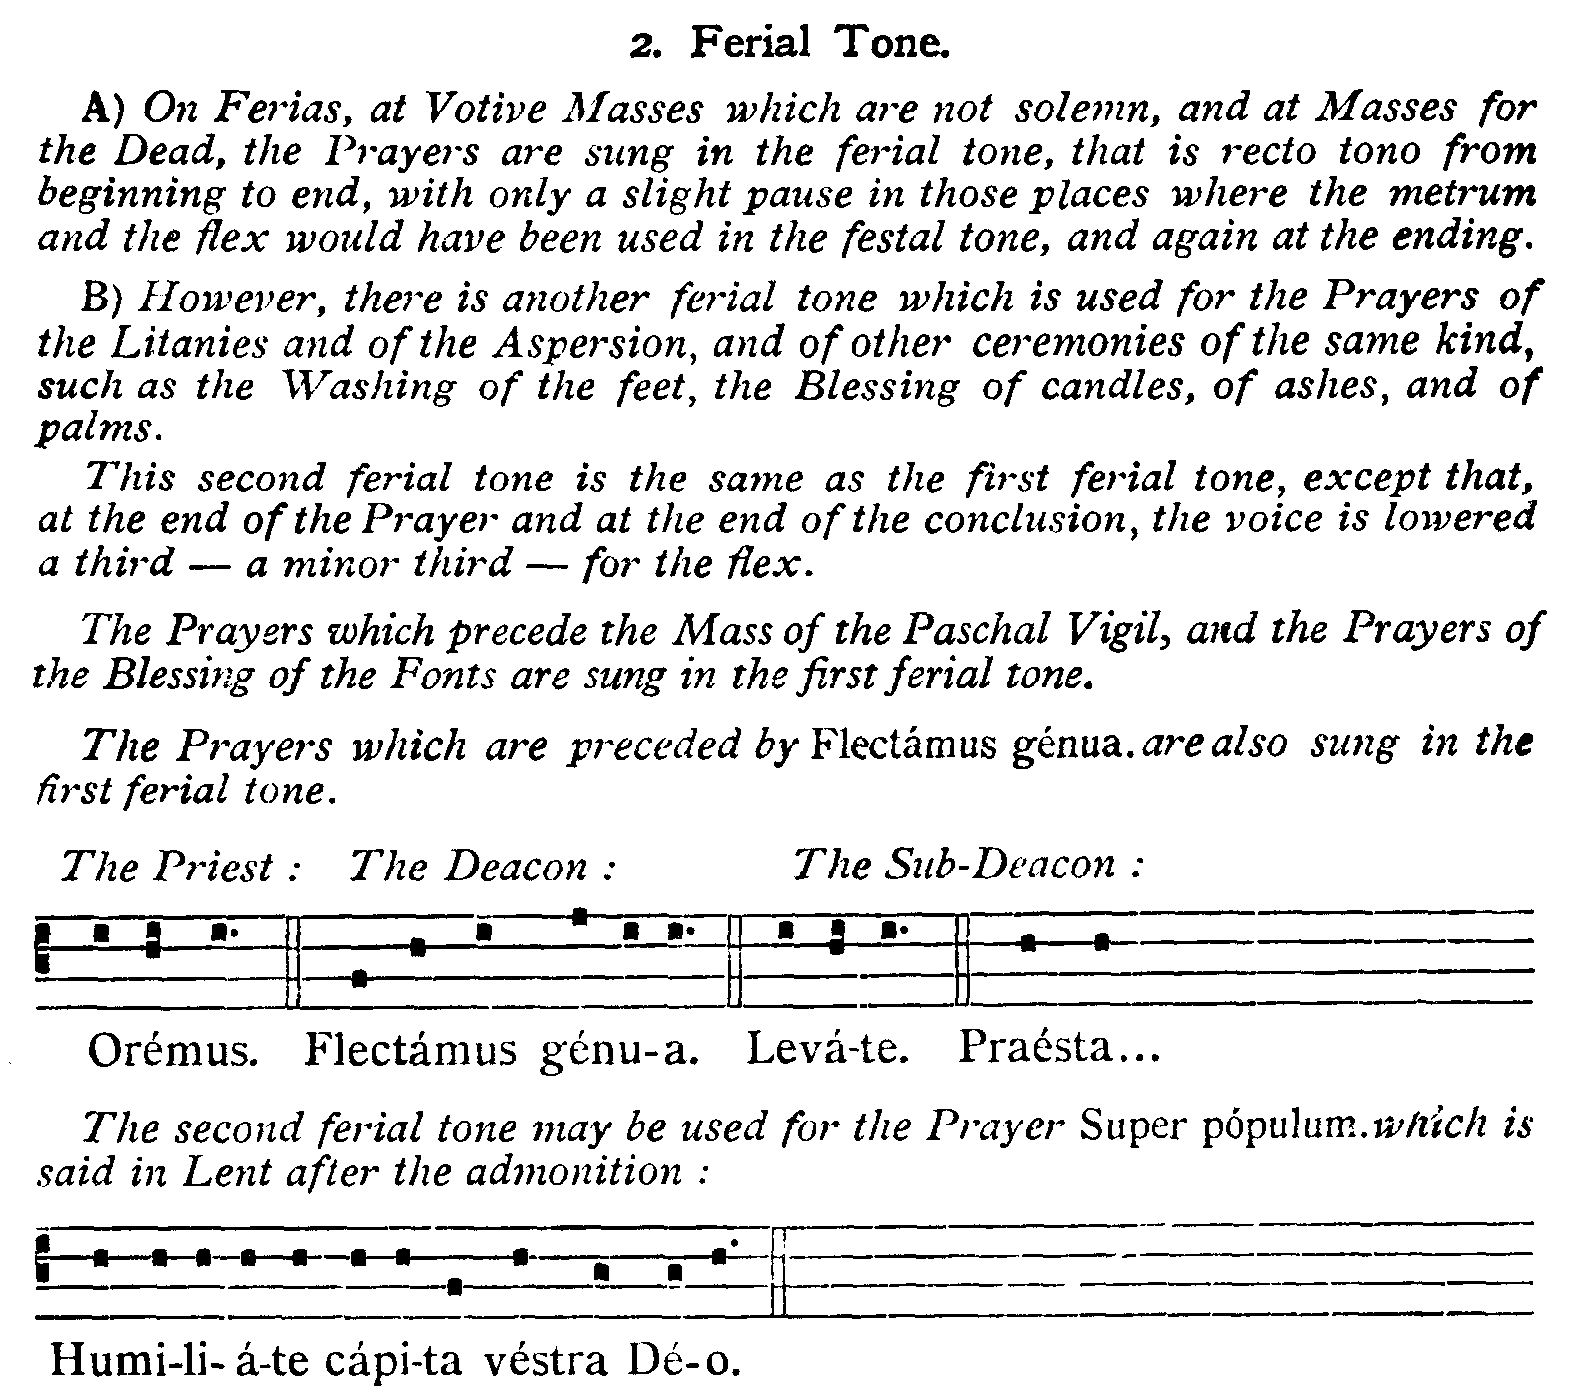 2. Ferial Tone.
A) On Ferias, at Votive Masses which are not solemn, and at Masses for
the Dead, the Prayers are sung in the ferial tone, that is recto tono from
beginning to end, with only a slight pause in those places where the metrum
and the flex would have been used in the festal tone, and again at the ending.
B) However, there is another ferial tone which is used for the Prayers of
the Litanies and of the Aspersion, and of other ceremonies of the same kind,
such as the Washing of the feet, the Blessing of candles, of ashes, and of
palms.
This second ferial tone is the same as the first ferial tone, except that,
at the end of the Prayer and at the end of the conclusion, the voice is lowered
a third — a minor third — for the flex.
The Prayers which precede the Mass of the Paschal Vigil, and the Prayers of
the Blessing of the Fonts are sung in the first ferial tone.
The Prayers which are preceded by Flectámus génua. are also sung in the
first ferial tone.
The Priest : The Deacon : The Sub-Deacon :
Orémus. Flectámus génu-a. Levá-te. Praésta...
The second ferial tone may be used for the Prayer Super pópulum. which is
said in Lent after the admonition :
Humi-li- á-te cápi-ta véstra Dé-o.